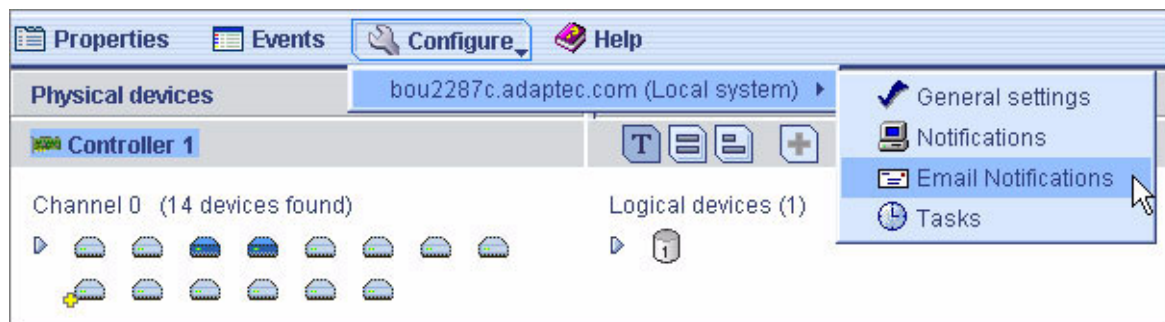 Properties Events Configure Help
Physical devices
bou2287c.adaptec.com (Local system)
General settings
Controller 1
T
Notifications
Email Notifications
Channel 0 (14 devices found)
Logical devices (1)
Tasks
1